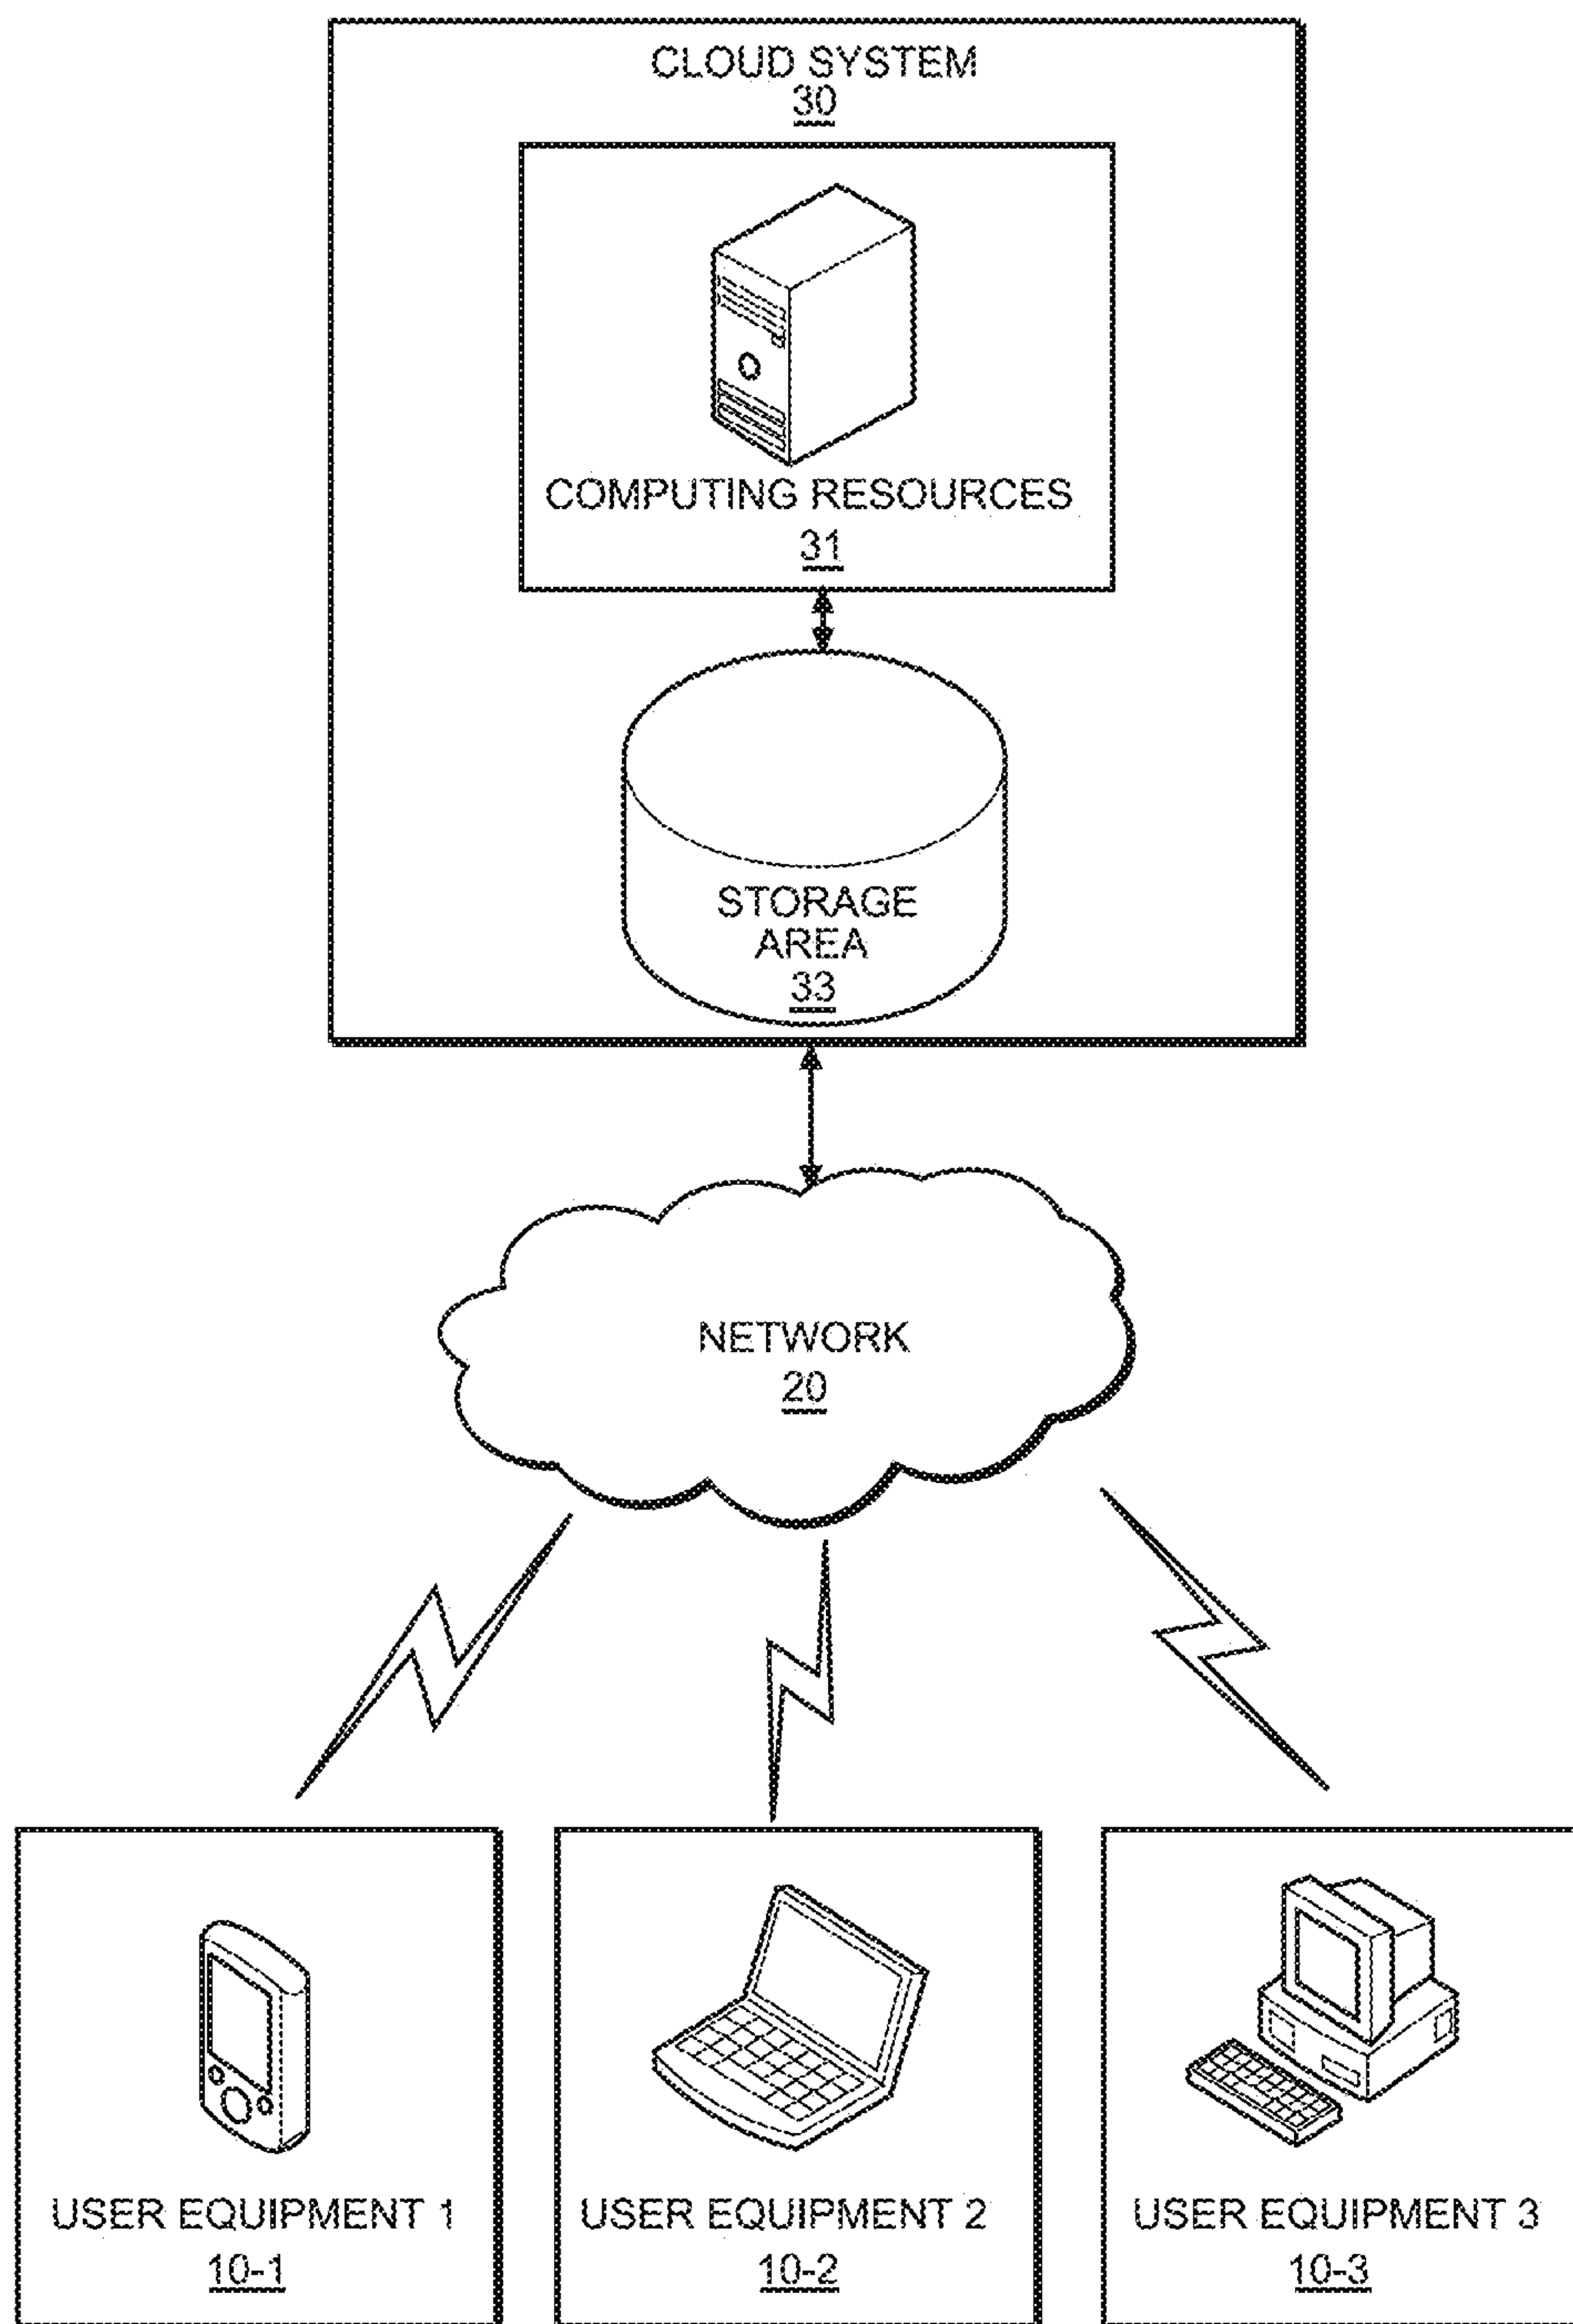 CLOUD SYSTEM
30
COMPUTING RESOURCES
31
STORAGE
AREA
33
NETWORK
20
USER EQUIPMENT 1
10-1
USER EQUIPMENT 2
10-2
USER EQUIPMENT 3
10-3